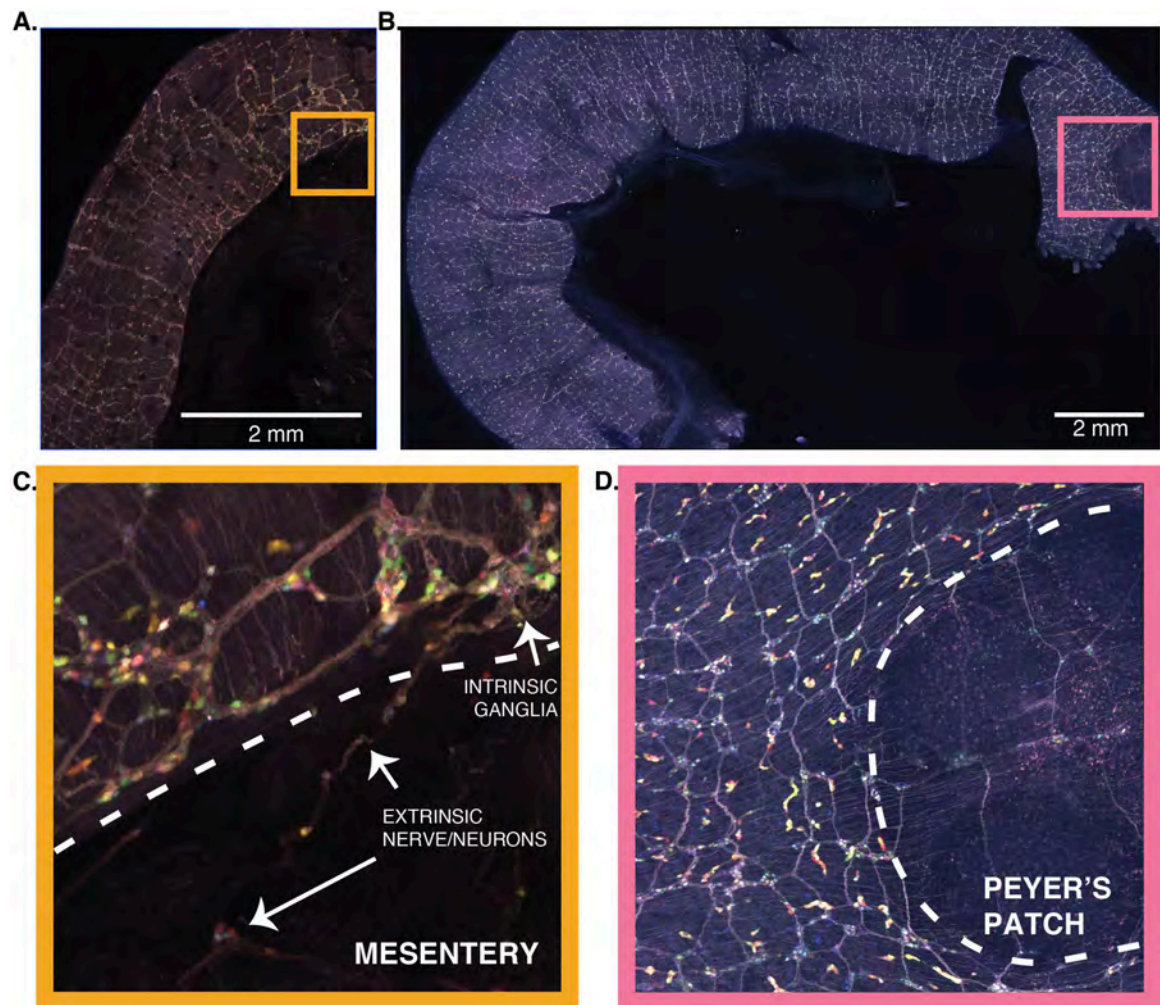 A.
B.
2 mm
2 mm
C.
D.
INTRINSIC
GANGLIA
EXTRINSIC
NERVE/NEURONS
MESENTERY
PEYER'S
PATCH